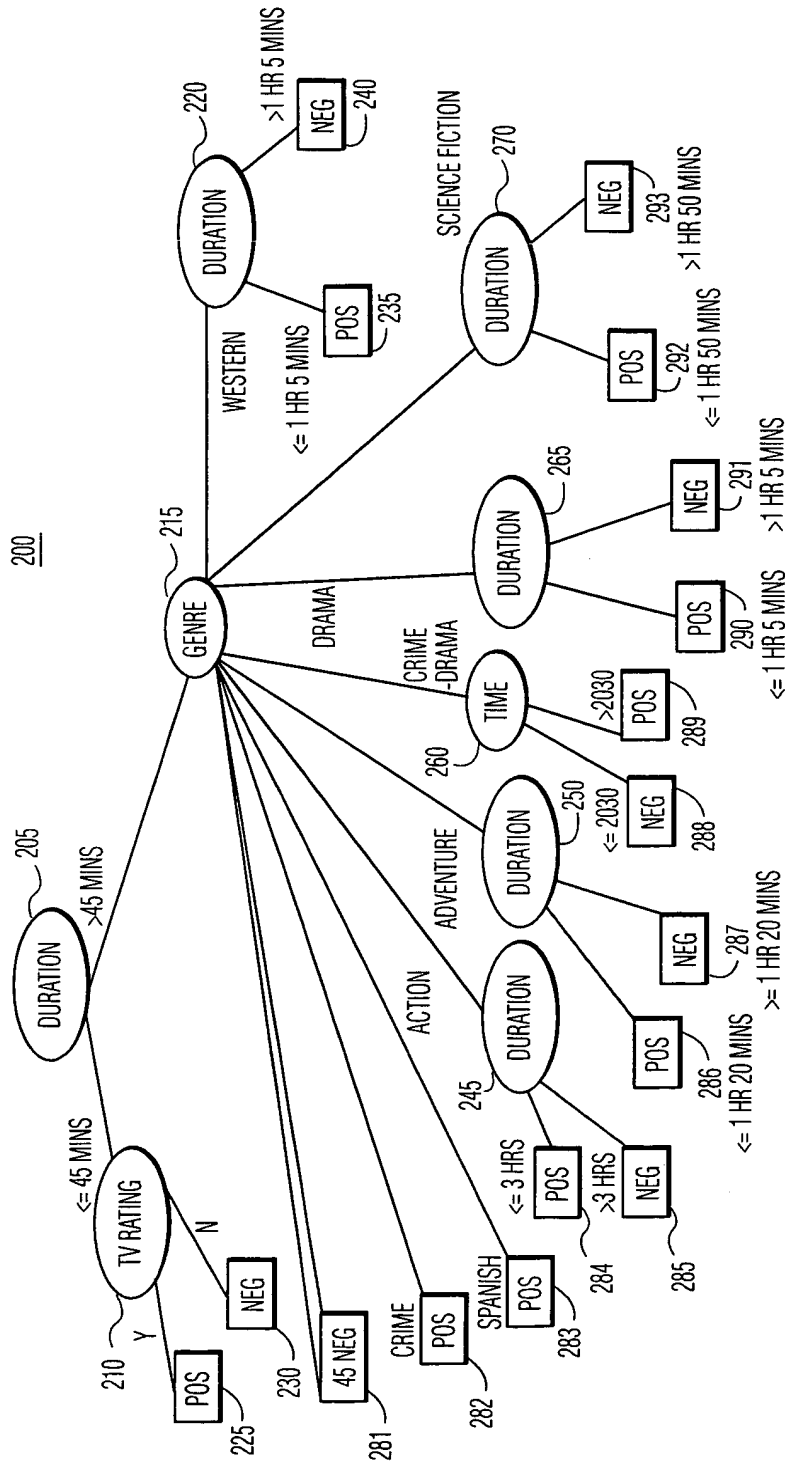 200
DURATION
205
<= 45 MINS
>45 MINS
TV RATING
210
Y
N
POS
225
NEG
230
GENRE
215
WESTERN
DURATION
220
<= 1 HR 5 MINS
POS
235
>1 HR 5 MINS
NEG
240
45 NEG
281
CRIME
POS
282
SPANISH
POS
283
ACTION
DURATION
245
<= 3 HRS
POS
284
>3 HRS
NEG
285
ADVENTURE
DURATION
250
POS
286
<= 1 HR 20 MINS
NEG
287
>= 1 HR 20 MINS
CRIME
-DRAMA
TIME
260
<= 2030
NEG
288
>2030
POS
289
DRAMA
DURATION
265
POS
290
<= 1 HR 5 MINS
NEG
291
>1 HR 5 MINS
SCIENCE FICTION
DURATION
270
POS
292
<= 1 HR 50 MINS
NEG
293
>1 HR 50 MINS